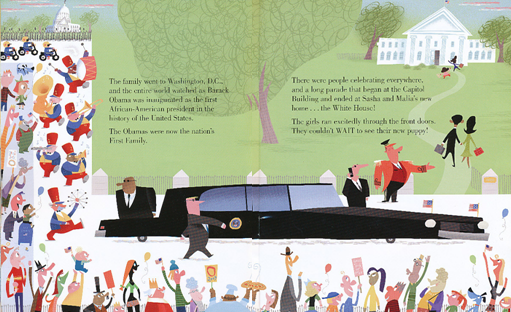 The family went to Washington, D.C.,
and the entire world watched as Barack
Obama was inaugurated as the first
African-American president in the
history of the United States.
The Obamas were now the nation's
First Family.
There were people celebrating everywhere,
and a long parade that began at the Capitol
Building and ended at Sasha and Malia's new
home . . . the White House!
The girls ran excitedly through the front doors.
They couldn't WAIT to see their new puppy!